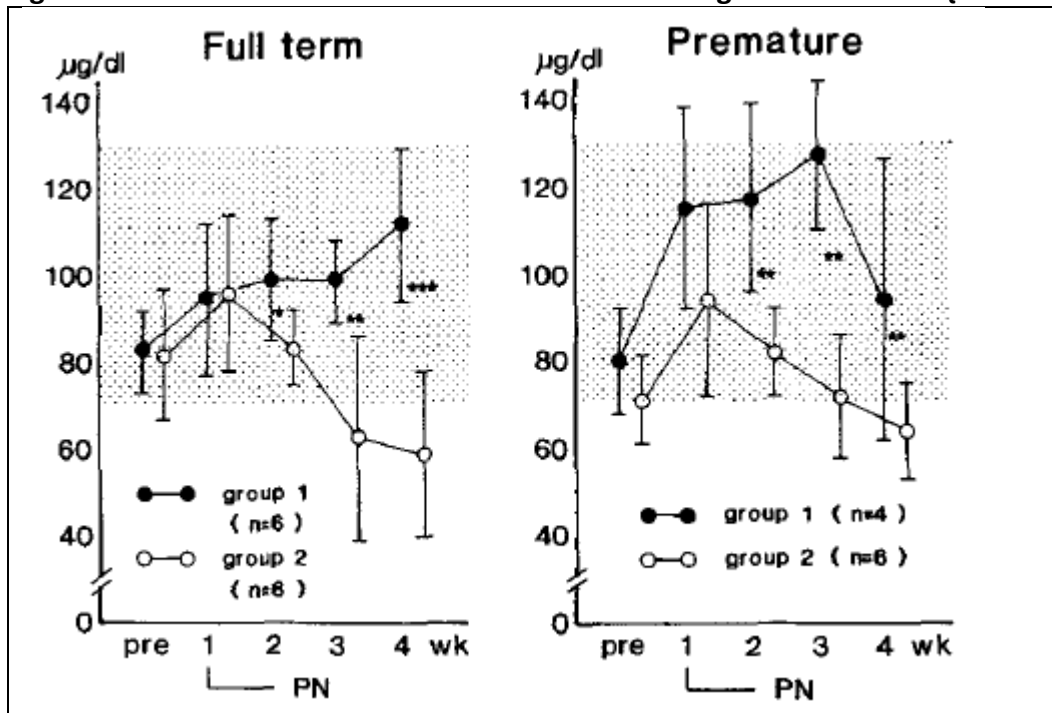 Full term
µg/dl
140
120
100
80
60
40
0
*
**
***
group 1
( n=6 )
group 2
( n=6 )
pre 1 2 3 4 wk
PN
Premature
µg/dl
140
120
100
80
60
40
0
**
**
**
group 1 ( n=4 )
group 2 ( n=6 )
pre 1 2 3 4 wk
PN